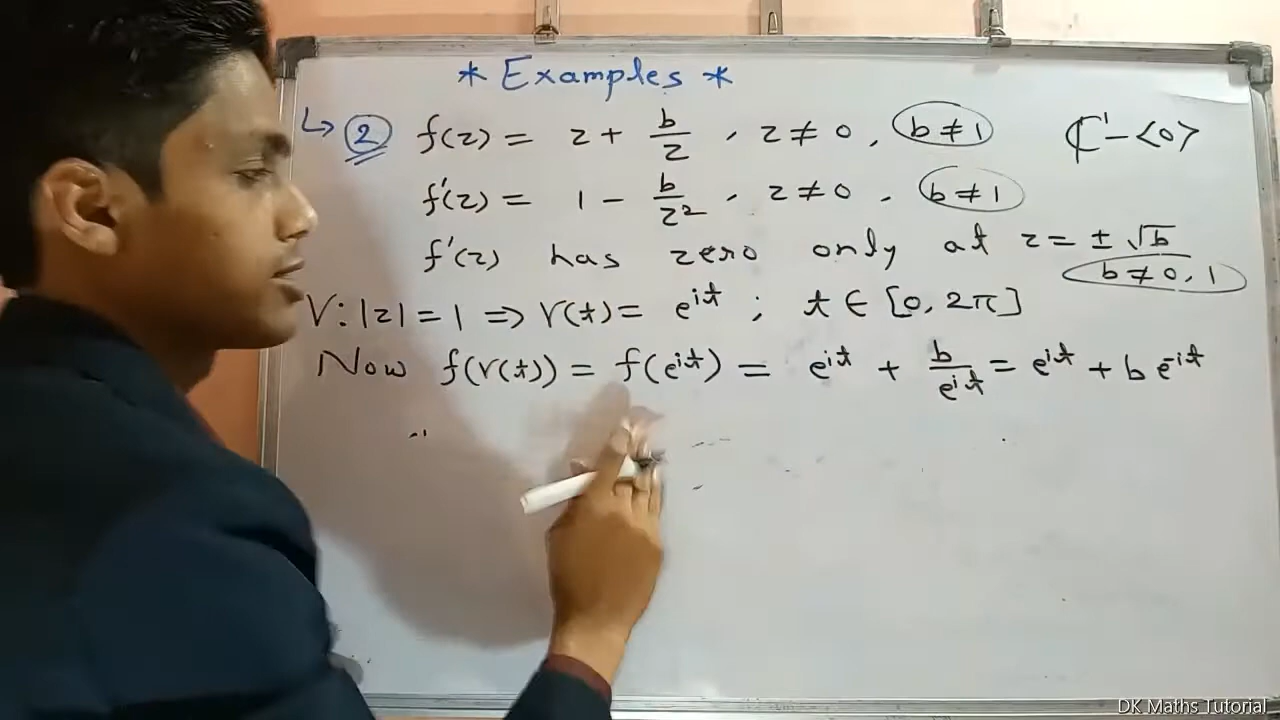 * Examples *
↳ ② f(z) = z + b/z , z ≠ 0 , b ≠ 1 ℂ' - <0>
f'(z) = 1 - b/z² , z ≠ 0 , b ≠ 1
f'(z) has zero only at z = ± √b
b ≠ 0, 1
γ: |z| = 1 ⇒ γ(t) = e^{it} ; t ∈ [0, 2π]
Now f(γ(t)) = f(e^{it}) = e^{it} + b/e^{it} = e^{it} + b e^{-it}
DK Maths Tutorial